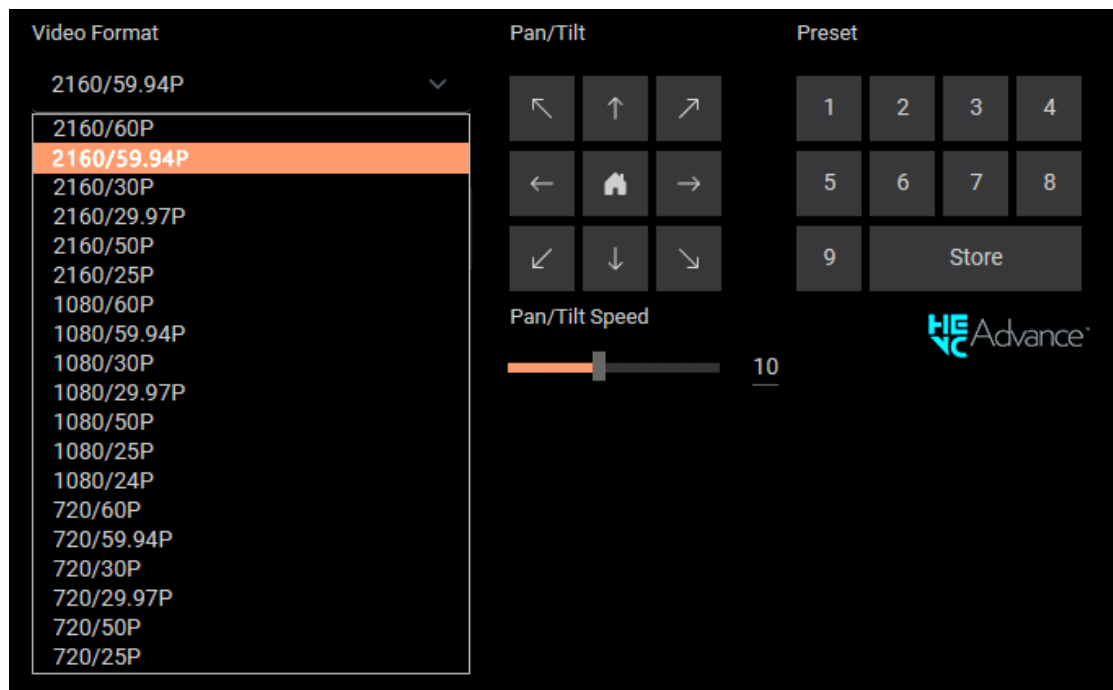 Video Format
2160/59.94P
2160/60P
2160/59.94P
2160/30P
2160/29.97P
2160/50P
2160/25P
1080/60P
1080/59.94P
1080/30P
1080/29.97P
1080/50P
1080/25P
1080/24P
720/60P
720/59.94P
720/30P
720/29.97P
720/50P
720/25P
Pan/Tilt
Pan/Tilt Speed
10
Preset
1 2 3 4
5 6 7 8
9 Store
HEVC Advance